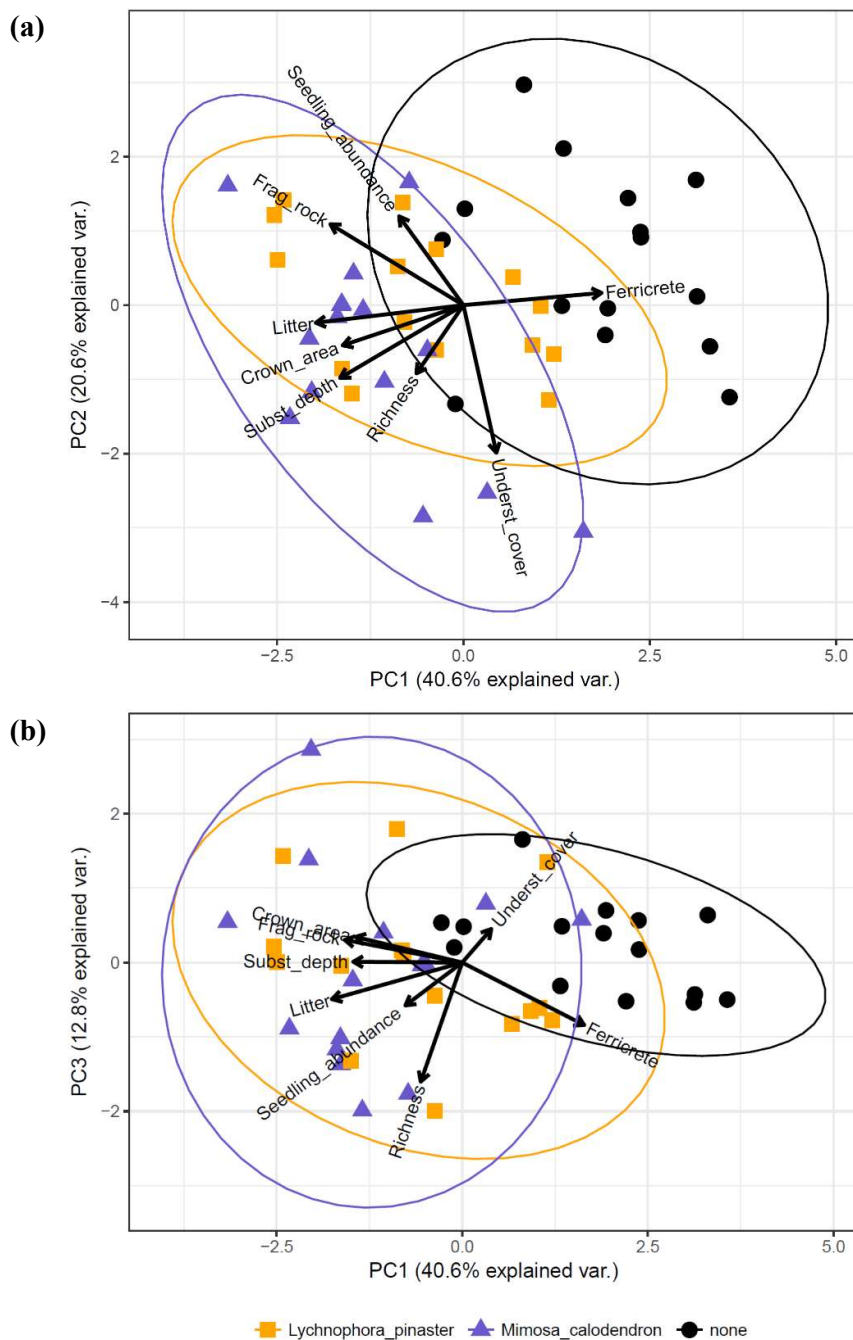 (a)
Seedling_abundance
Frag_rock
Ferricrete
Litter
Crown_area
Subst_depth
Richness
Underst_cover
2
0
−2
−4
PC2 (20.6% explained var.)
−2.5
0.0
2.5
5.0
PC1 (40.6% explained var.)
(b)
Underst_cover
Crown_area
Frag_rock
Subst_depth
Litter
Seedling_abundance
Ferricrete
Richness
2
0
−2
PC3 (12.8% explained var.)
−2.5
0.0
2.5
5.0
PC1 (40.6% explained var.)
Lychnophora_pinaster Mimosa_calodendron none